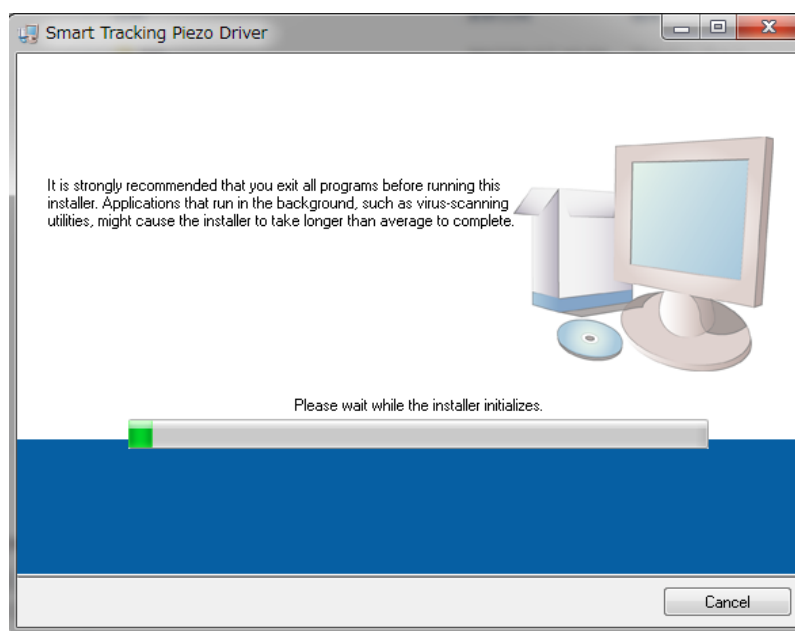 Smart Tracking Piezo Driver
It is strongly recommended that you exit all programs before running this
installer. Applications that run in the background, such as virus-scanning
utilities, might cause the installer to take longer than average to complete.
Please wait while the installer initializes.
Cancel